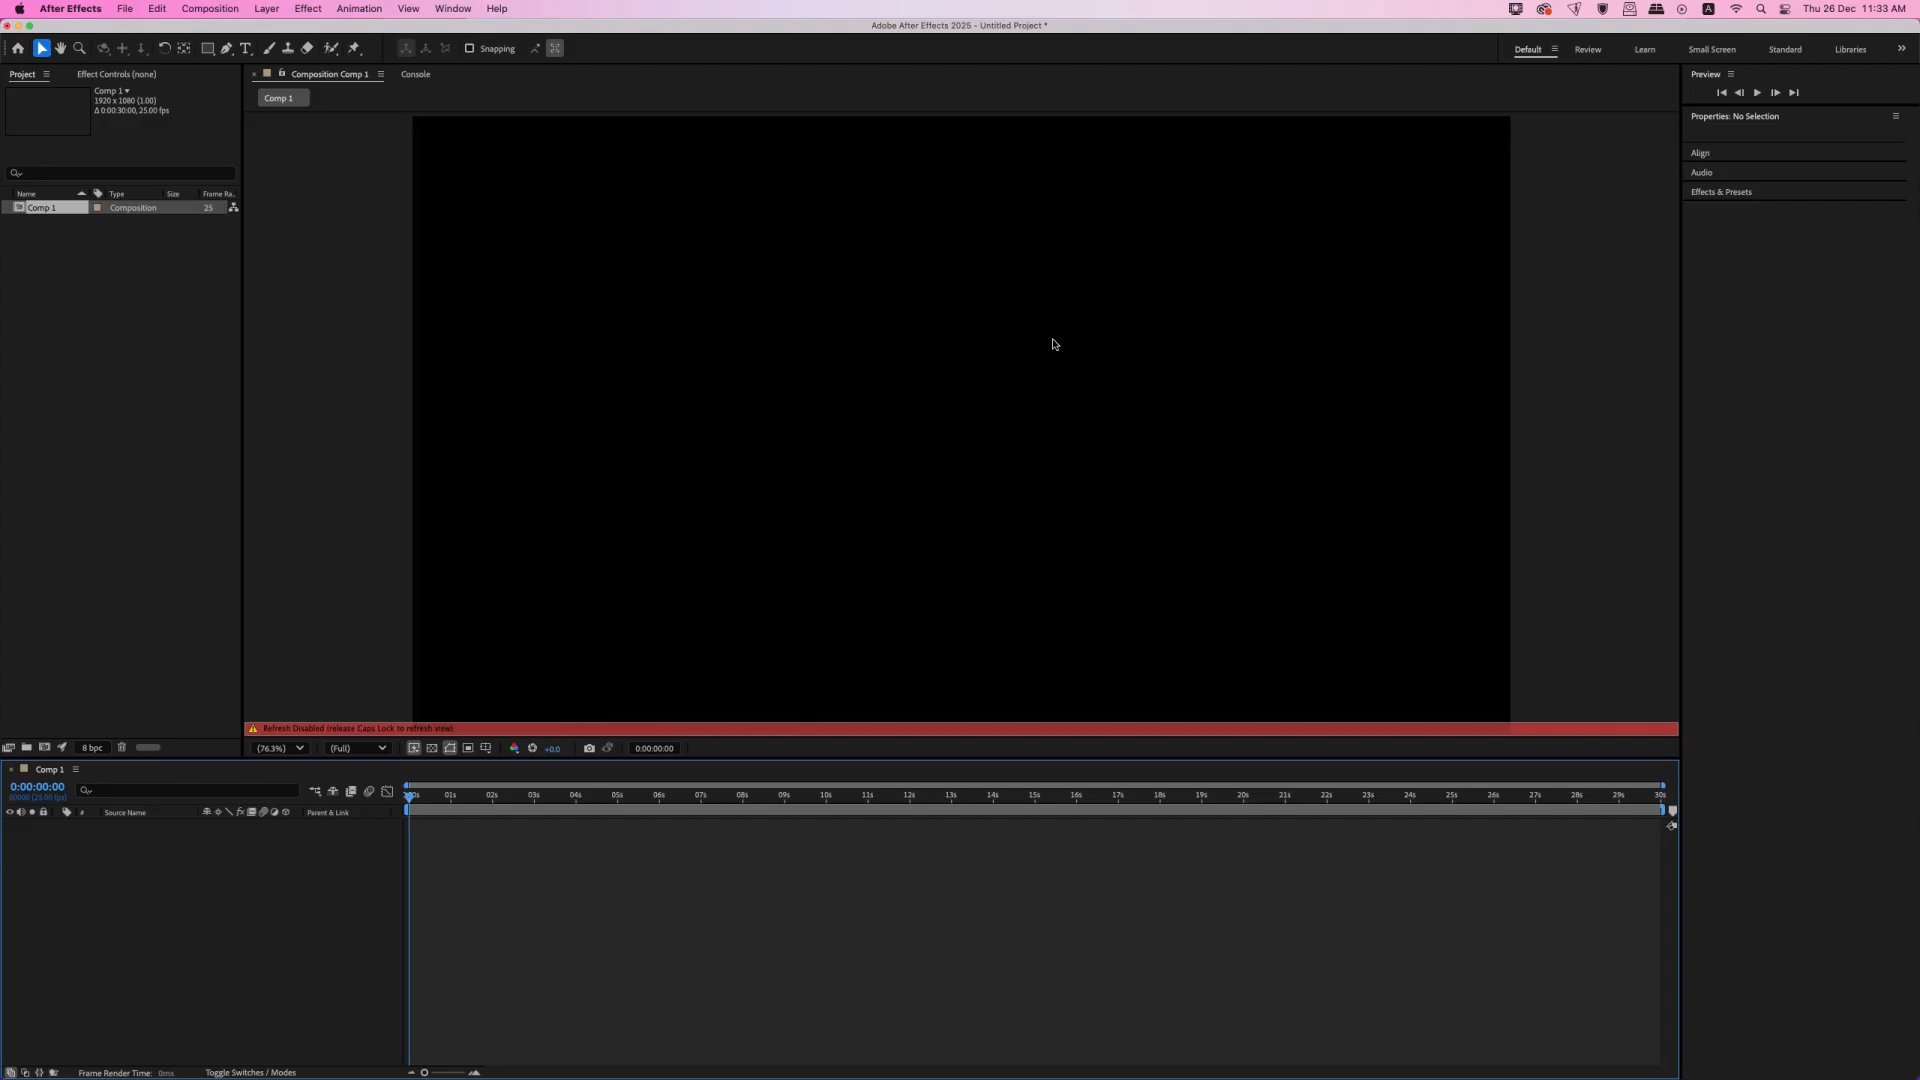 After Effects File Edit Composition Layer Effect Animation View Window Help A Thu 26 Dec 11:33 AM
Adobe After Effects 2025 - Untitled Project *
Snapping Default Review Learn Small Screen Standard Libraries
Project Effect Controls (none) Composition Comp 1 Console Preview
Comp 1
1920 x 1080 (1.00)
Δ 0:00:30:00, 25.00 fps
Comp 1
Properties: No Selection
Align
Audio
Effects & Presets
Name Type Size Frame Ra..
Comp 1 Composition 25
Refresh Disabled (release Caps Lock to refresh view)
8 bpc (76.3%) (Full) +0.0 0:00:00:00
Comp 1
0:00:00:00
00000 (25.00 fps)
01s 02s 03s 04s 05s 06s 07s 08s 09s 10s 11s 12s 13s 14s 15s 16s 17s 18s 19s 20s 21s 22s 23s 24s 25s 26s 27s 28s 29s 30s
# Source Name fx Parent & Link
Frame Render Time: 0ms Toggle Switches / Modes